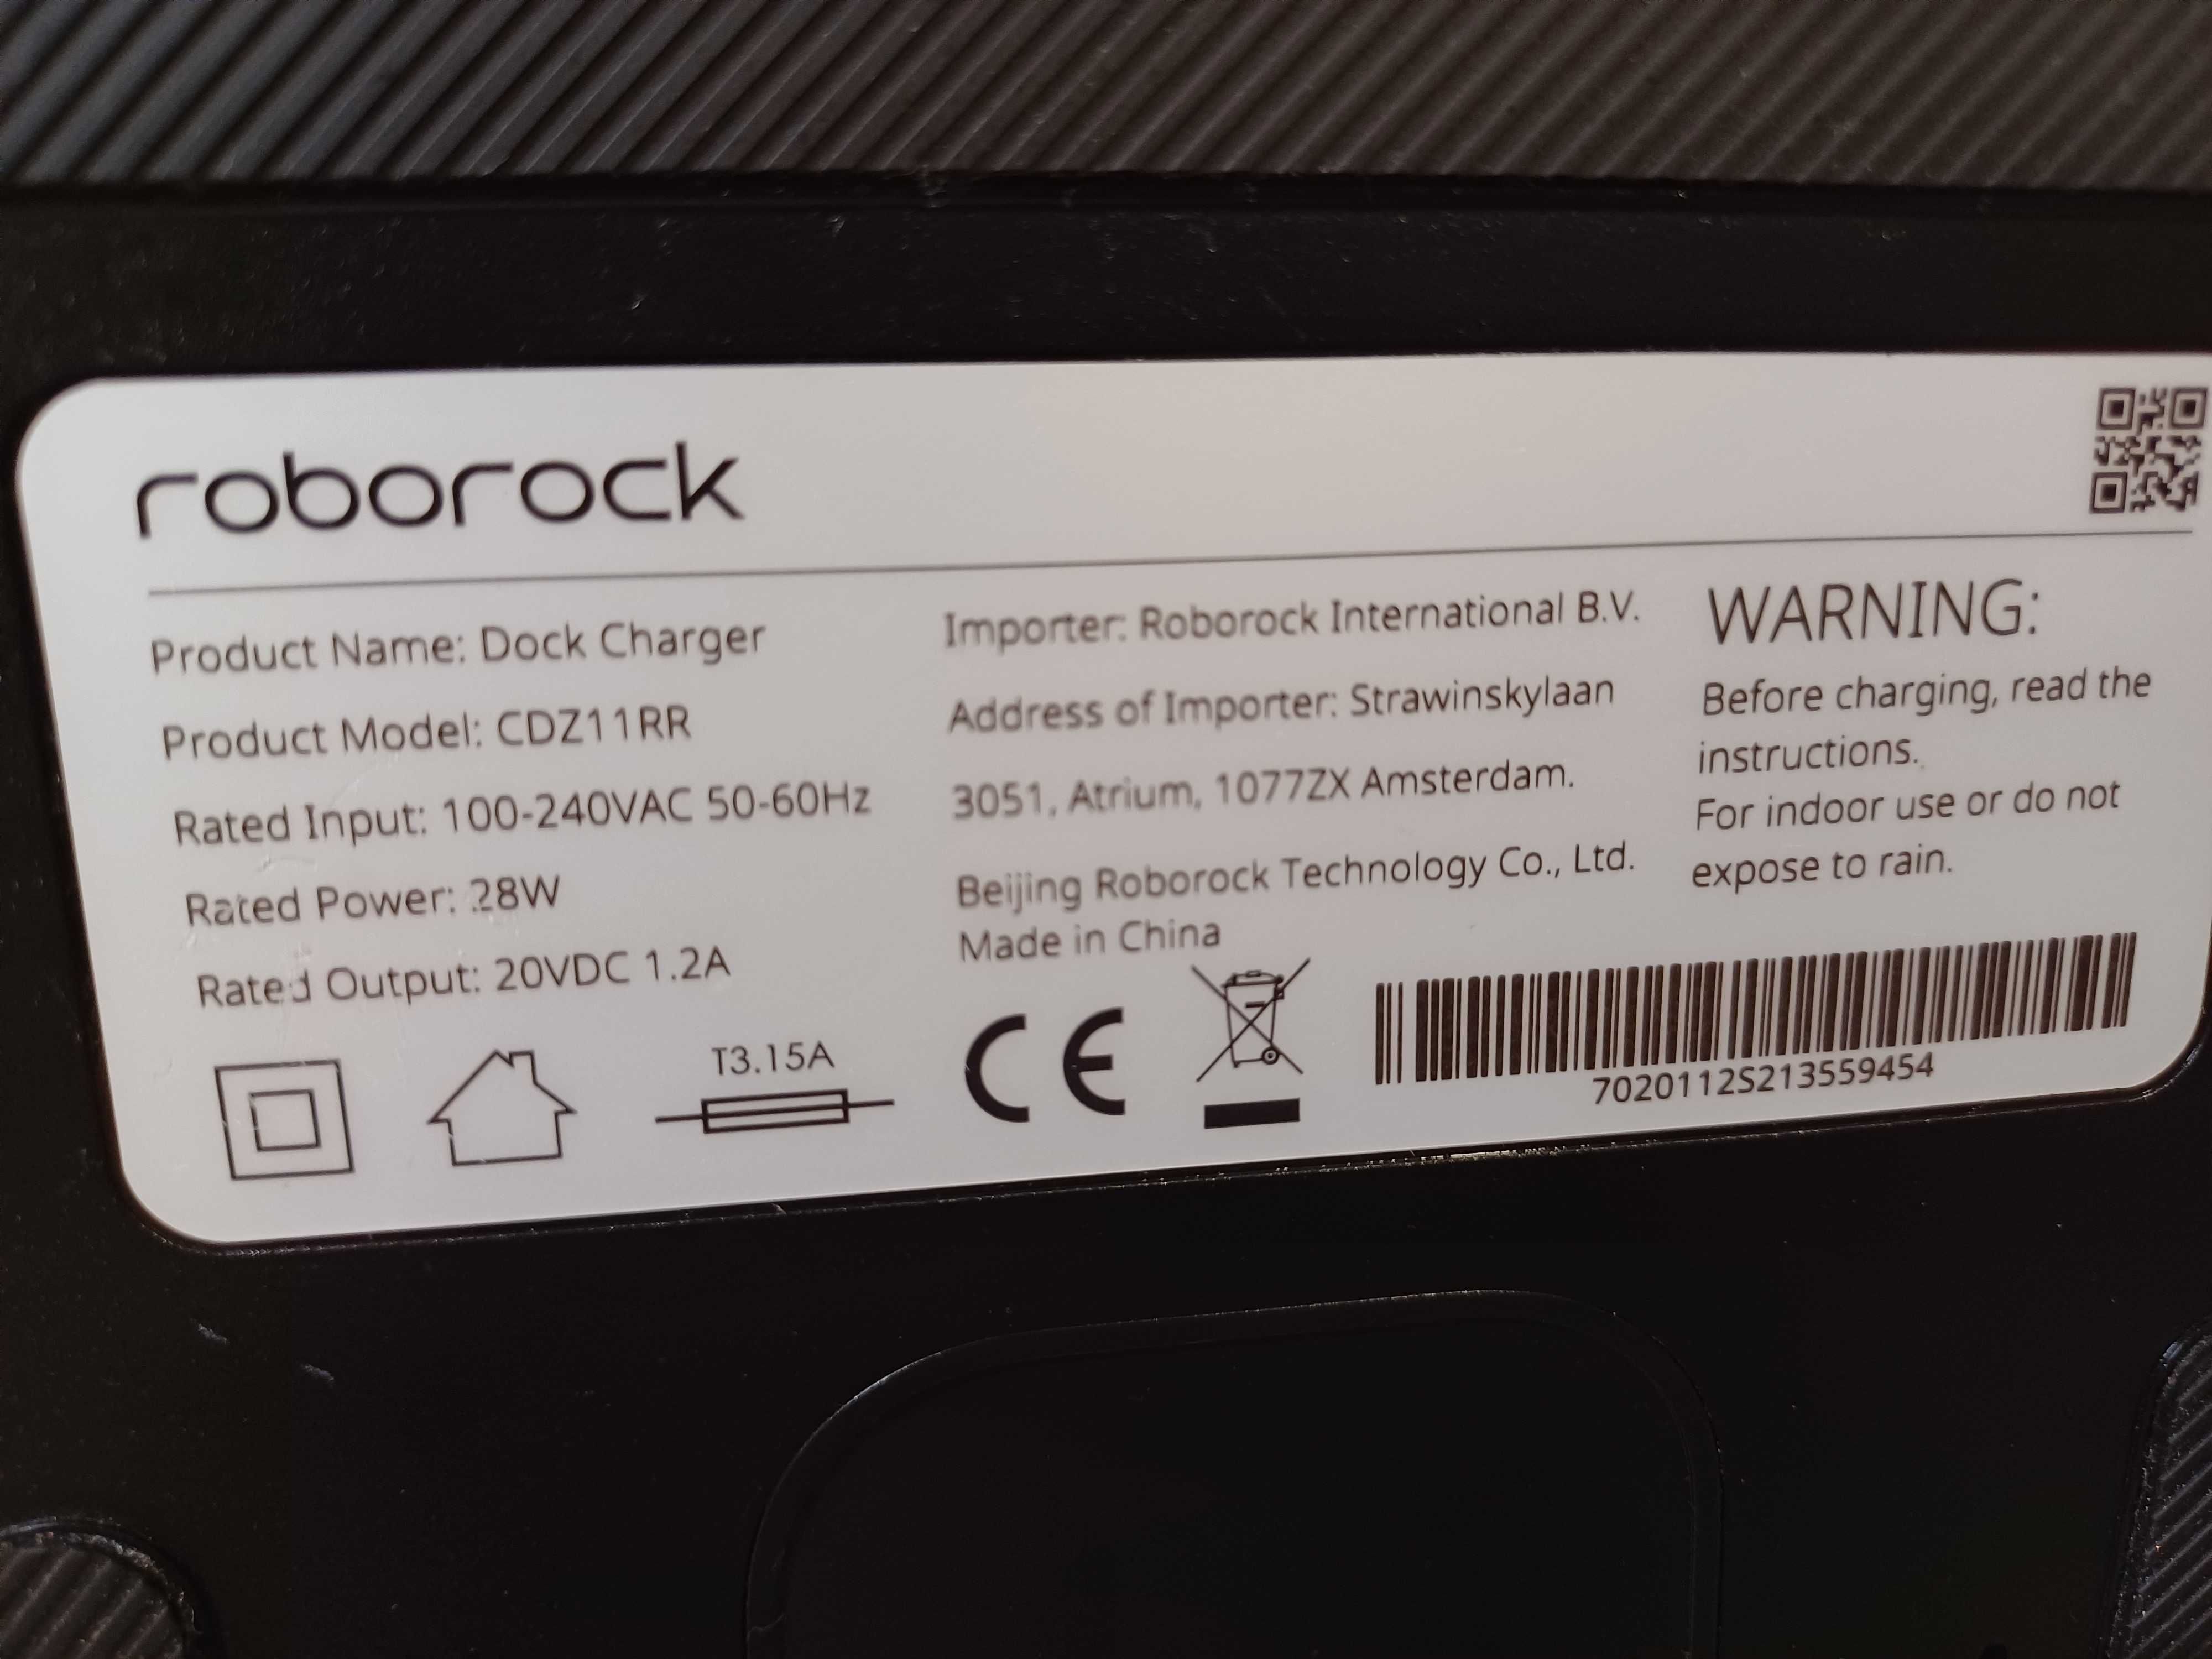 roborock
Product Name: Dock Charger
Product Model: CDZ11RR
Rated Input: 100-240VAC 50-60Hz
Rated Power: 28W
Rated Output: 20VDC 1.2A
T3.15A
Importer: Roborock International B.V.
Address of Importer: Strawinskylaan
3051, Atrium, 1077ZX Amsterdam.
Beijing Roborock Technology Co., Ltd.
Made in China
CE
WARNING:
Before charging, read the
instructions.
For indoor use or do not
expose to rain.
7020112S213559454